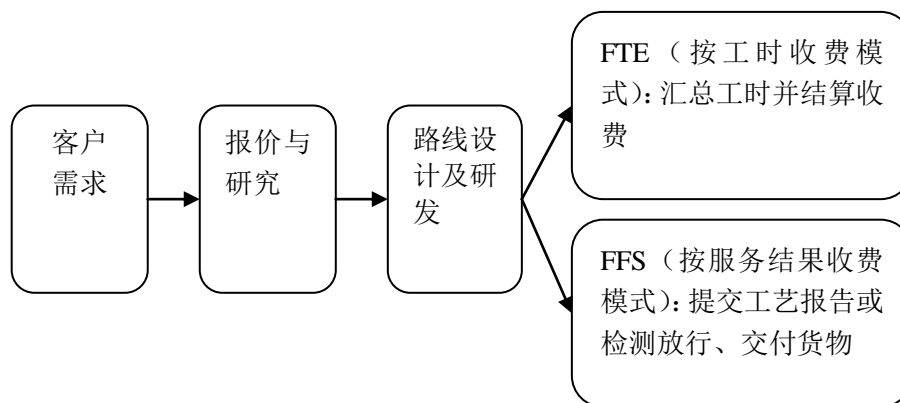 客户
需求
报价与
研究
路线设
计及研
发
FTE（按工时收费模
式）：汇总工时并结算收
费
FFS（按服务结果收费
模式）：提交工艺报告或
检测放行、交付货物